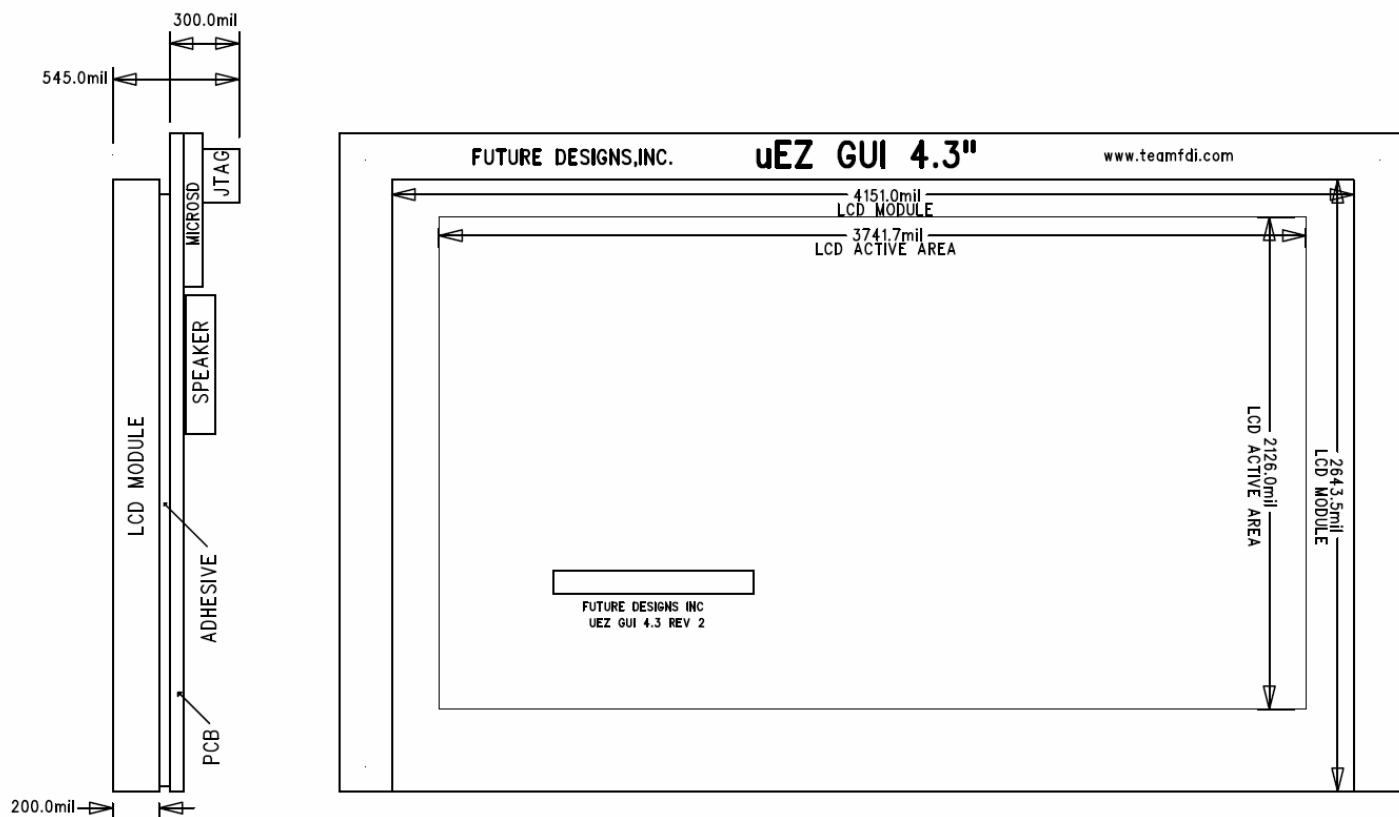 300.0mil
545.0mil
FUTURE DESIGNS,INC.
uEZ GUI 4.3"
www.teamfdi.com
JTAG
MICROSD
4151.0mil
LCD MODULE
3741.7mil
LCD ACTIVE AREA
SPEAKER
LCD MODULE
2126.0mil
LCD ACTIVE AREA
2643.5mil
LCD MODULE
ADHESIVE
FUTURE DESIGNS INC
UEZ GUI 4.3 REV 2
PCB
200.0mil